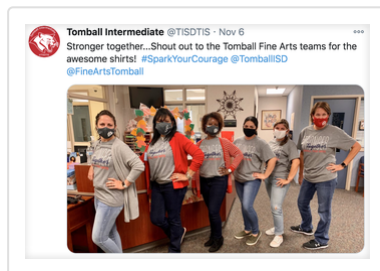 Tomball Intermediate @TISDTIS · Nov 6
Stronger together...Shout out to the Tomball Fine Arts teams for the
awesome shirts! #SparkYourCourage @TomballISD
@FineArtsTomball